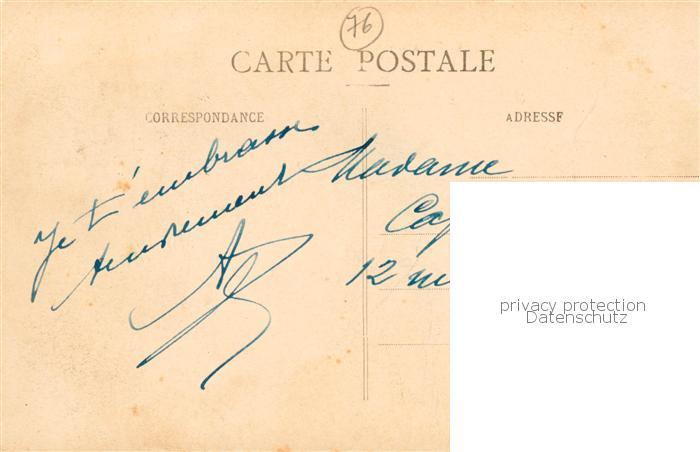 76
CARTE POSTALE
CORRESPONDANCE
ADRESSE
Je t'embrasse
tendrement
Madame
12
privacy protection
Datenschutz